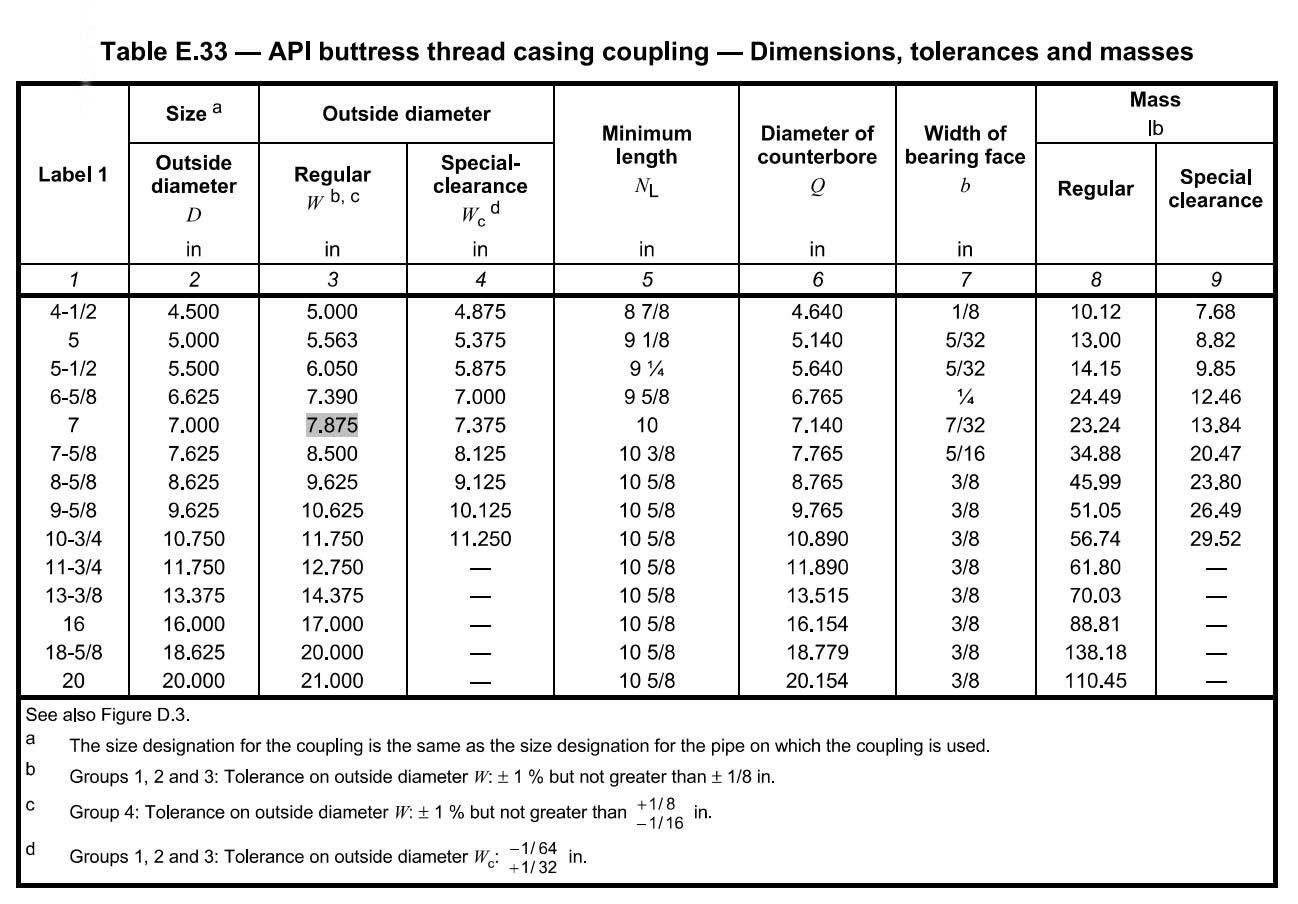 Table E.33 — API buttress thread casing coupling — Dimensions, tolerances and masses
Label 1 Size a Outside diameter Minimum length NL Diameter of counterbore Q Width of bearing face b Mass lb
Outside diameter D Regular W b, c Special-clearance Wc d Regular Special clearance
in in in in in in
1 2 3 4 5 6 7 8 9
4-1/2 4.500 5.000 4.875 8 7/8 4.640 1/8 10.12 7.68
5 5.000 5.563 5.375 9 1/8 5.140 5/32 13.00 8.82
5-1/2 5.500 6.050 5.875 9 ¼ 5.640 5/32 14.15 9.85
6-5/8 6.625 7.390 7.000 9 5/8 6.765 ¼ 24.49 12.46
7 7.000 7.875 7.375 10 7.140 7/32 23.24 13.84
7-5/8 7.625 8.500 8.125 10 3/8 7.765 5/16 34.88 20.47
8-5/8 8.625 9.625 9.125 10 5/8 8.765 3/8 45.99 23.80
9-5/8 9.625 10.625 10.125 10 5/8 9.765 3/8 51.05 26.49
10-3/4 10.750 11.750 11.250 10 5/8 10.890 3/8 56.74 29.52
11-3/4 11.750 12.750 — 10 5/8 11.890 3/8 61.80 —
13-3/8 13.375 14.375 — 10 5/8 13.515 3/8 70.03 —
16 16.000 17.000 — 10 5/8 16.154 3/8 88.81 —
18-5/8 18.625 20.000 — 10 5/8 18.779 3/8 138.18 —
20 20.000 21.000 — 10 5/8 20.154 3/8 110.45 —
See also Figure D.3.
a The size designation for the coupling is the same as the size designation for the pipe on which the coupling is used.
b Groups 1, 2 and 3: Tolerance on outside diameter W: ± 1 % but not greater than ± 1/8 in.
c Group 4: Tolerance on outside diameter W: ± 1 % but not greater than +1/8 −1/16 in.
d Groups 1, 2 and 3: Tolerance on outside diameter Wc: −1/64 +1/32 in.